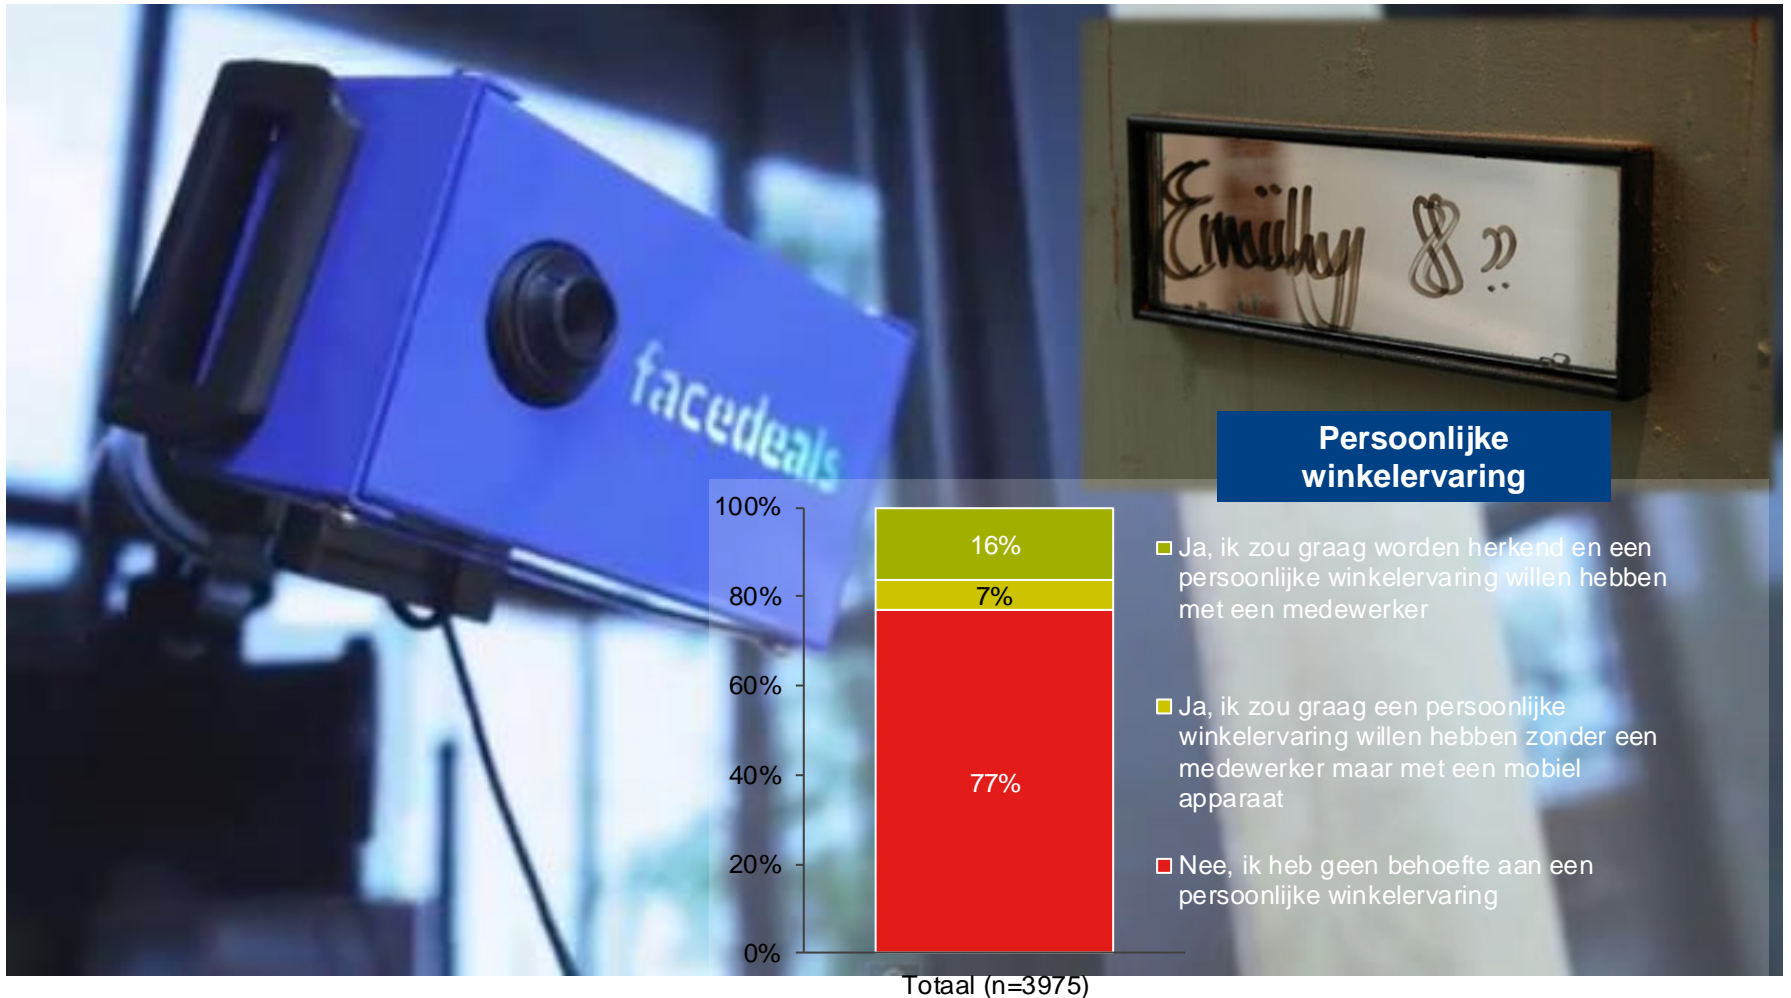 facedeals
Emülly 8 ??
Persoonlijke
winkelervaring
100%
80%
60%
40%
20%
0%
16%
7%
77%
Ja, ik zou graag worden herkend en een
persoonlijke winkelervaring willen hebben
met een medewerker
Ja, ik zou graag een persoonlijke
winkelervaring willen hebben zonder een
medewerker maar met een mobiel
apparaat
Nee, ik heb geen behoefte aan een
persoonlijke winkelervaring
Totaal (n=3975)